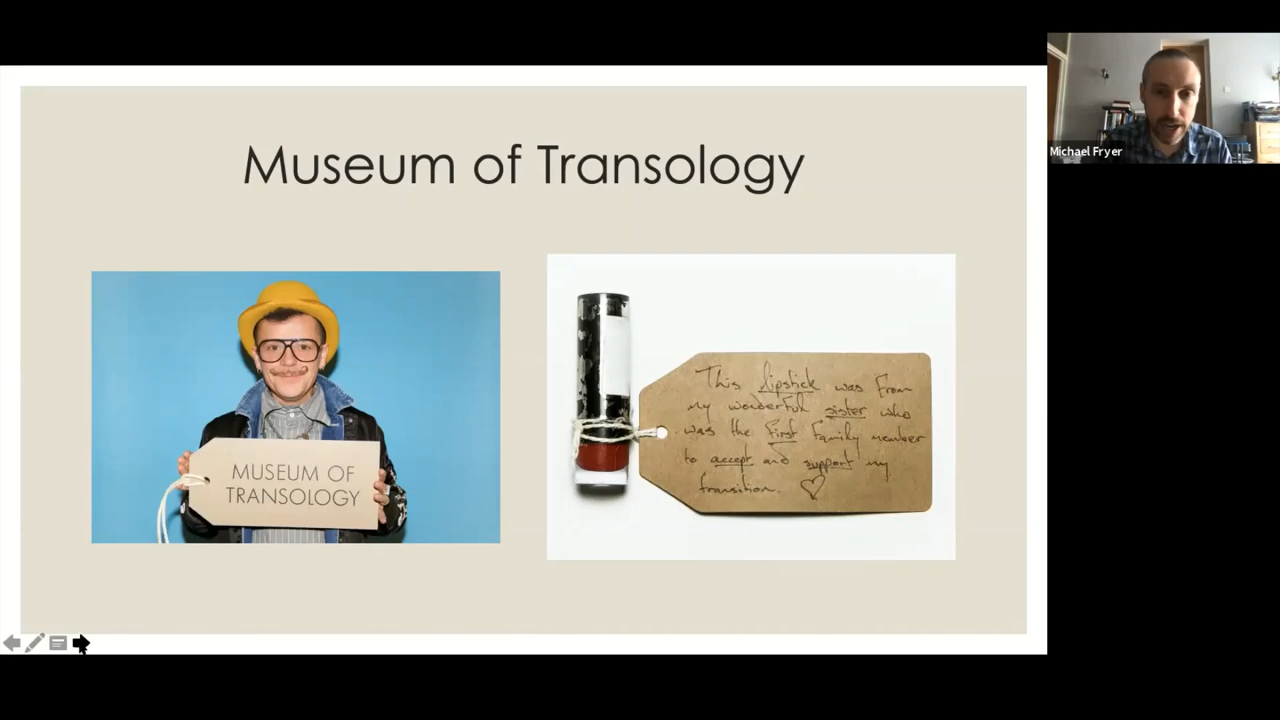 Museum of Transology
Michael Fryer
MUSEUM OF
TRANSOLOGY
This lipstick was from
my wonderful sister who
was the first family member
to accept and support my
transition.